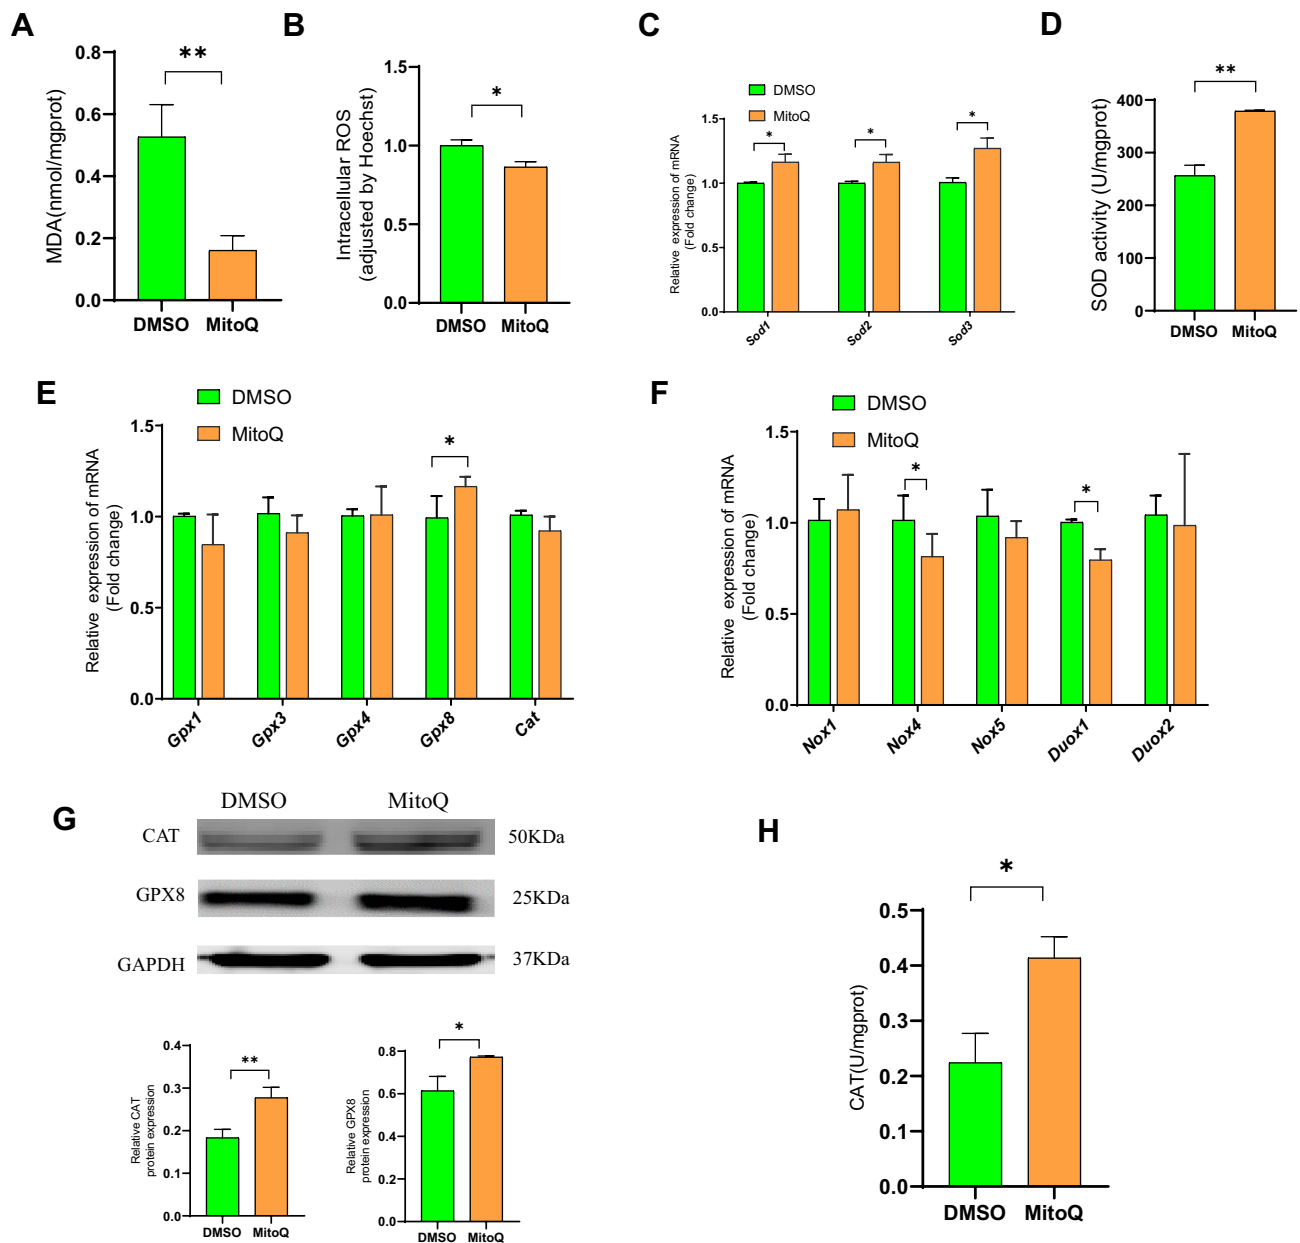 A
MDA(nmol/mgprot)
0.8
0.6
0.4
0.2
0.0
**
DMSO
MitoQ
B
Intracellular ROS
(adjusted by Hoechst)
1.5
1.0
0.5
0.0
*
DMSO
MitoQ
C
DMSO
MitoQ
Relative expression of mRNA
(Fold change)
1.5
1.0
0.5
0.0
*
*
*
Sod1
Sod2
Sod3
D
SOD activity (U/mgprot)
400
300
200
100
0
**
DMSO
MitoQ
E
DMSO
MitoQ
Relative expression of mRNA
(Fold change)
1.5
1.0
0.5
0.0
*
Gpx1
Gpx3
Gpx4
Gpx8
Cat
F
DMSO
MitoQ
Relative expression of mRNA
(Fold change)
1.5
1.0
0.5
0.0
*
*
Nox1
Nox4
Nox5
Duox1
Duox2
G
DMSO
MitoQ
CAT
50KDa
GPX8
25KDa
GAPDH
37KDa
Relative CAT
protein expression
0.4
0.3
0.2
0.1
0.0
**
DMSO
MitoQ
Relative GPX8
protein expression
0.8
0.6
0.4
0.2
0.0
*
DMSO
MitoQ
H
CAT(U/mgprot)
0.5
0.4
0.3
0.2
0.1
0.0
*
DMSO
MitoQ